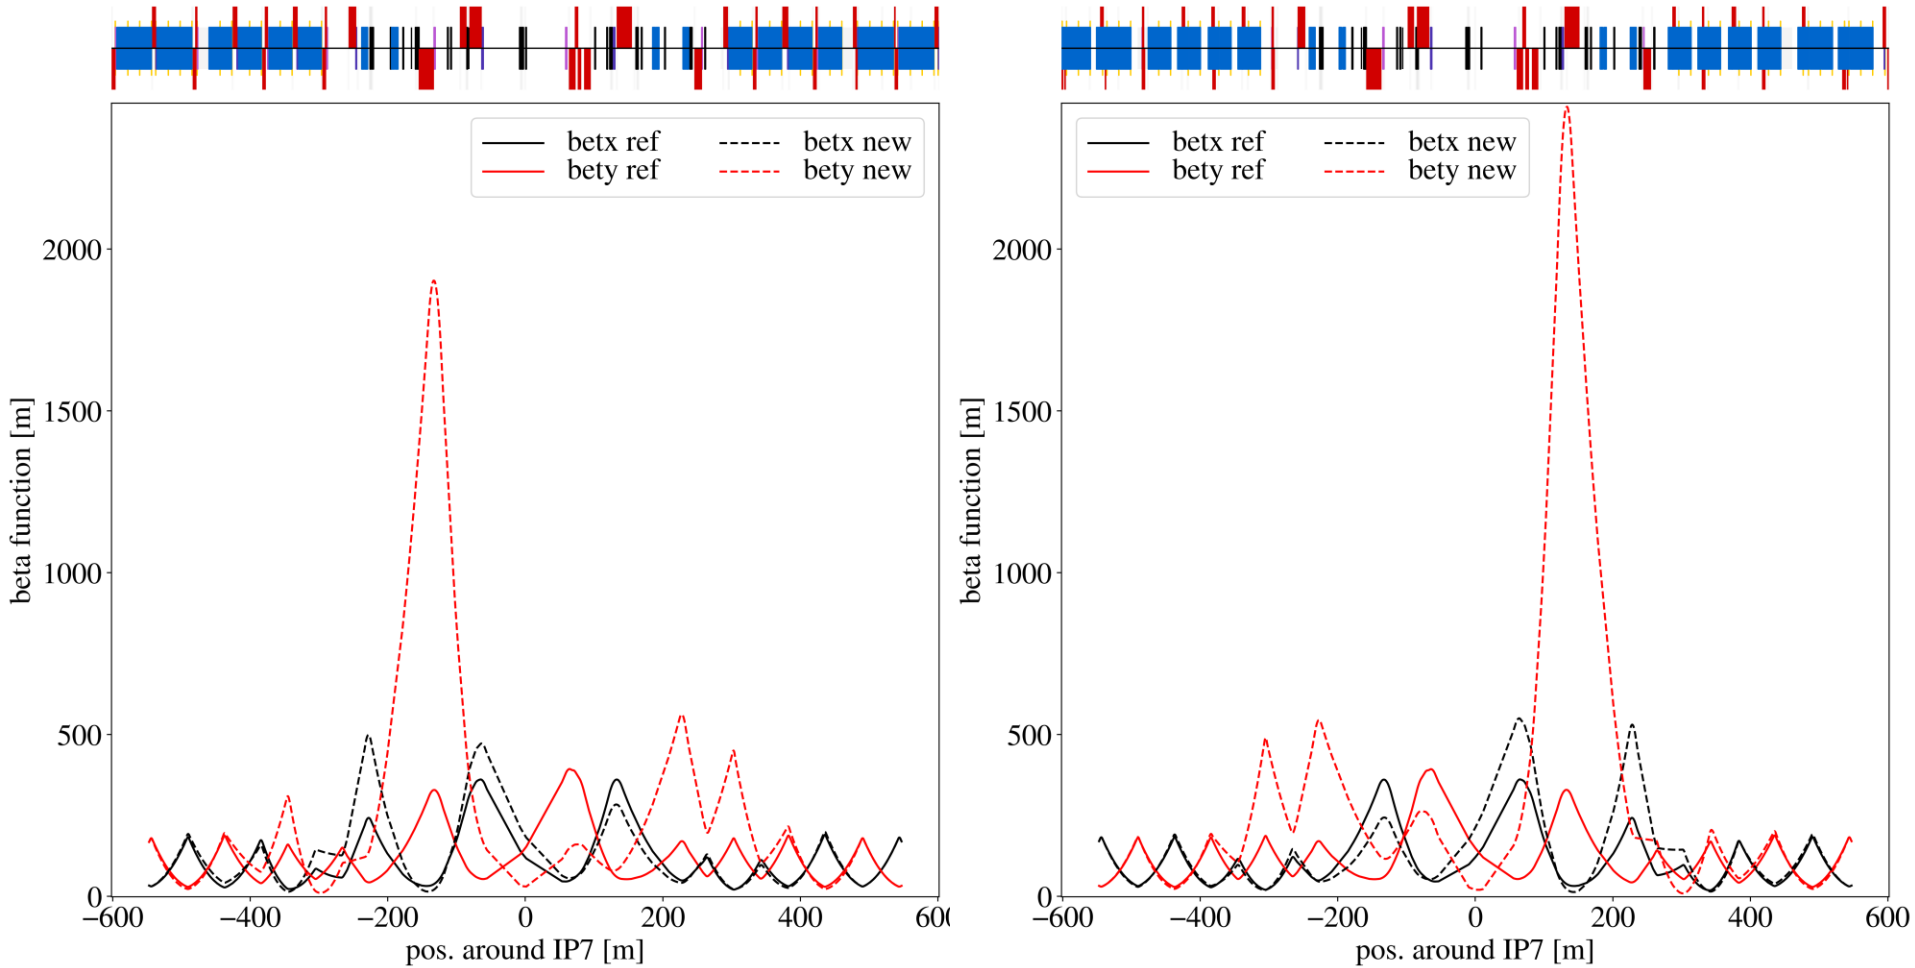 betx ref betx new
bety ref bety new
2000
1500
1000
500
0
beta function [m]
−600 −400 −200 0 200 400 600
pos. around IP7 [m]
betx ref betx new
bety ref bety new
2000
1500
1000
500
0
beta function [m]
−600 −400 −200 0 200 400 600
pos. around IP7 [m]